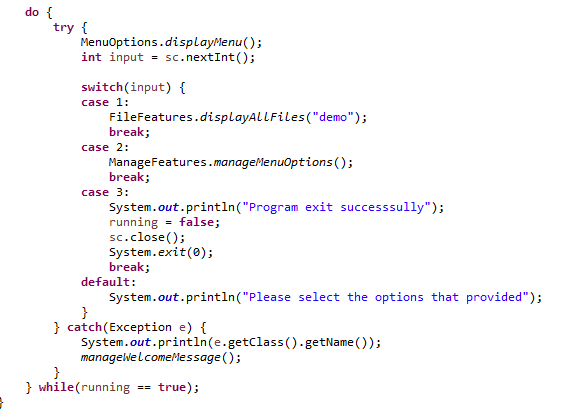 do {
try {
MenuOptions.displayMenu();
int input = sc.nextInt();
switch(input) {
case 1:
FileFeatures.displayAllFiles("demo");
break;
case 2:
ManageFeatures.manageMenuOptions();
break;
case 3:
System.out.println("Program exit successsully");
running = false;
sc.close();
System.exit(0);
break;
default:
System.out.println("Please select the options that provided");
}
} catch(Exception e) {
System.out.println(e.getClass().getName());
manageWelcomeMessage();
}
} while(running == true);
}